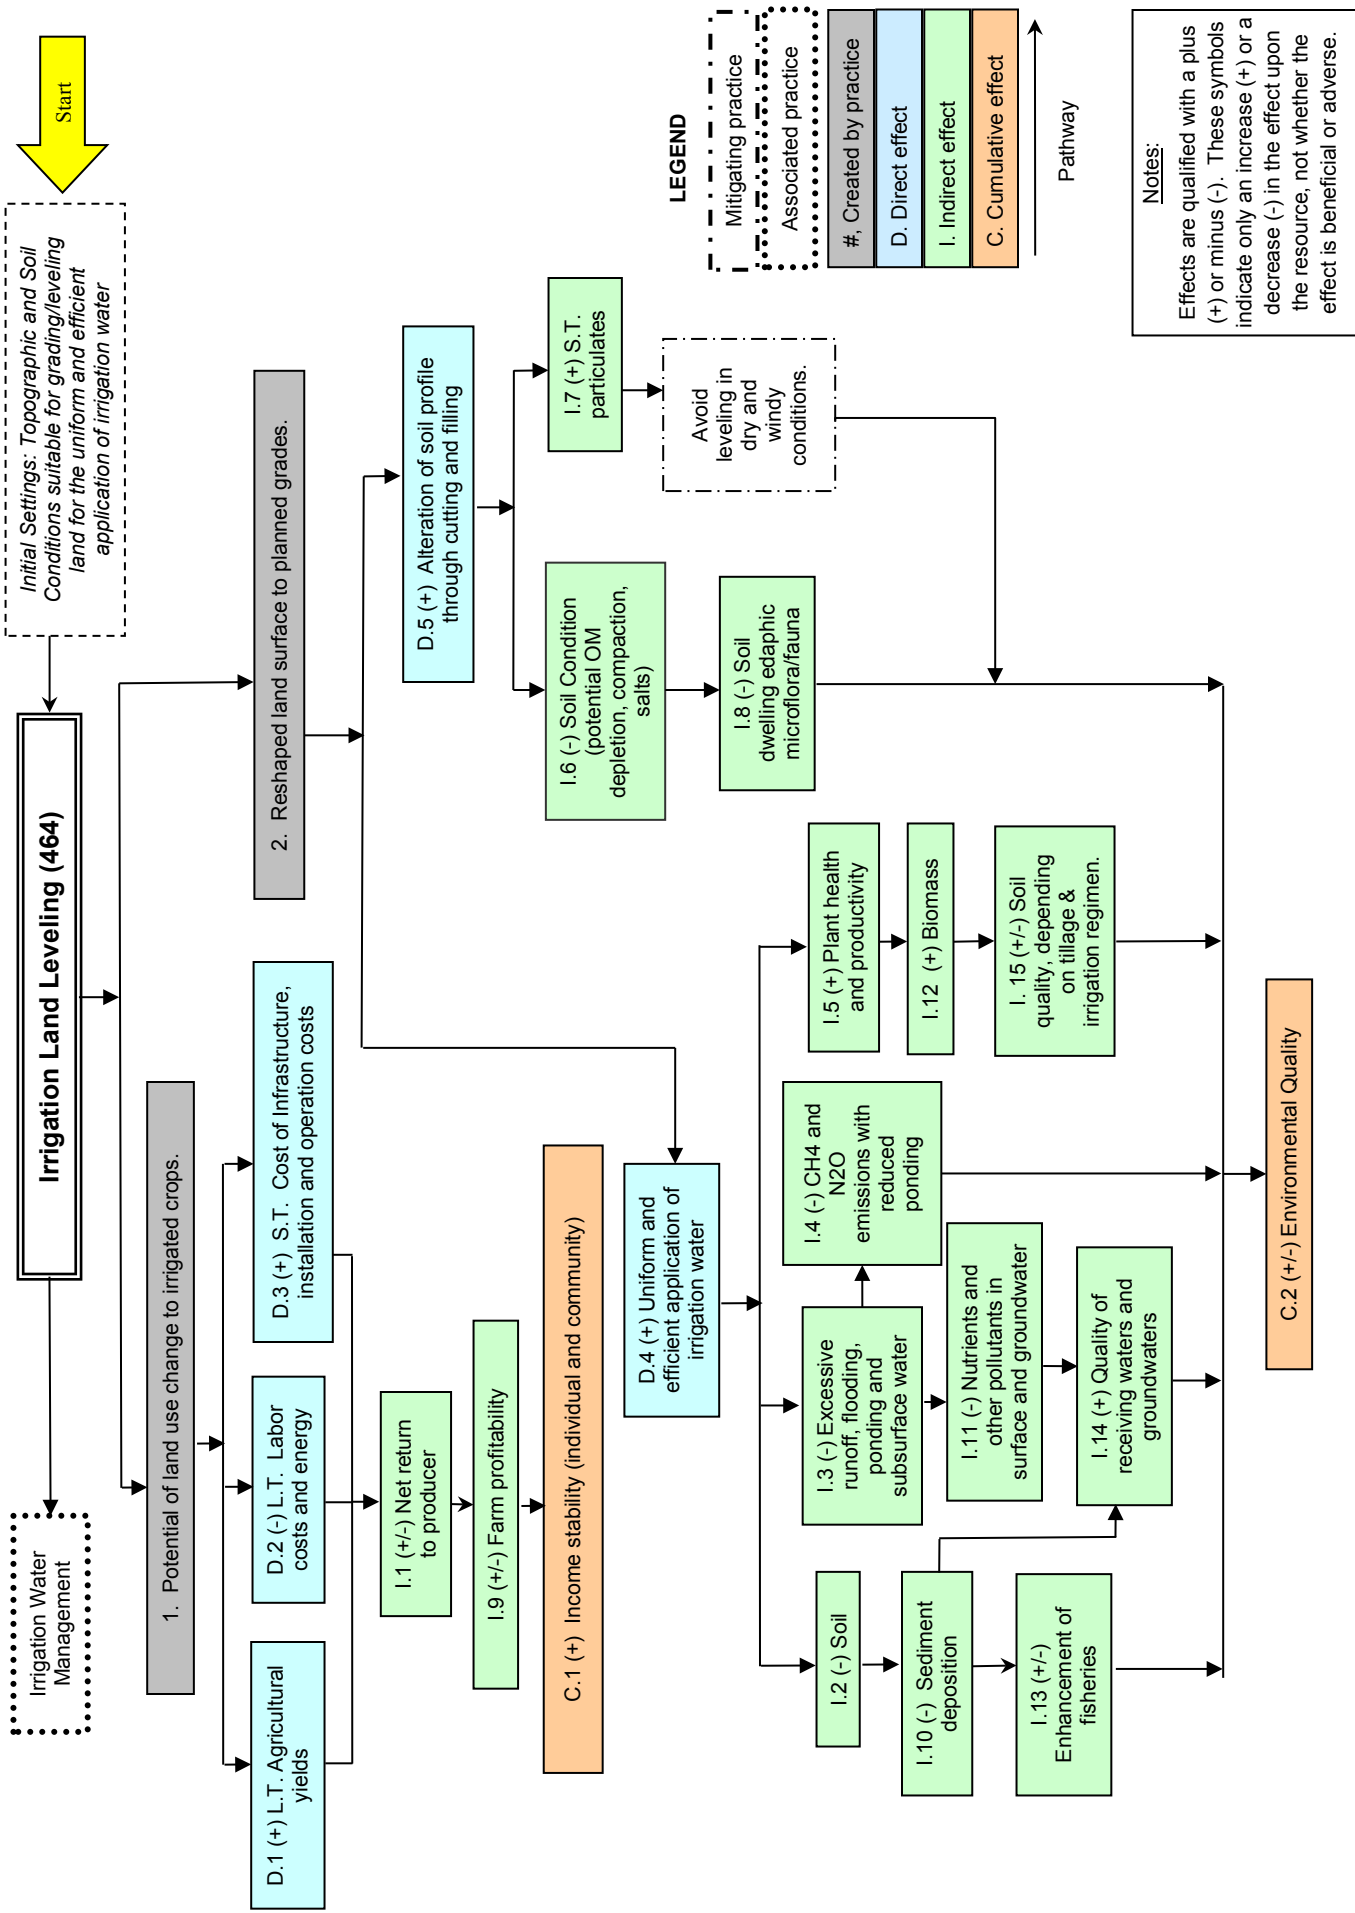 Start
Initial Settings: Topographic and Soil
Conditions suitable for grading/leveling
land for the uniform and efficient
application of irrigation water
Irrigation Land Leveling (464)
Irrigation Water
Management
1. Potential of land use change to irrigated crops.
2. Reshaped land surface to planned grades.
D.1 (+) L.T. Agricultural
yields
D.2 (-) L.T. Labor
costs and energy
D.3 (+) S.T. Cost of Infrastructure,
installation and operation costs
I.1 (+/-) Net return
to producer
I.9 (+/-) Farm profitability
C.1 (+) Income stability (individual and community)
D.5 (+) Alteration of soil profile
through cutting and filling
I.6 (-) Soil Condition
(potential OM
depletion, compaction,
salts)
I.7 (+) S.T.
particulates
I.8 (-) Soil
dwelling edaphic
microflora/fauna
Avoid
leveling in
dry and
windy
conditions.
D.4 (+) Uniform and
efficient application of
irrigation water
I.2 (-) Soil
I.10 (-) Sediment
deposition
I.13 (+/-)
Enhancement of
fisheries
I.3 (-) Excessive
runoff, flooding,
ponding and
subsurface water
I.4 (-) CH4 and
N2O
emissions with
reduced
ponding
I.11 (-) Nutrients and
other pollutants in
surface and groundwater
I.14 (+) Quality of
receiving waters and
groundwaters
I.5 (+) Plant health
and productivity
I.12 (+) Biomass
I. 15 (+/-) Soil
quality, depending
on tillage &
irrigation regimen.
C.2 (+/-) Environmental Quality
LEGEND
Mitigating practice
Associated practice
#, Created by practice
D. Direct effect
I. Indirect effect
C. Cumulative effect
Pathway
Notes:
Effects are qualified with a plus
(+) or minus (-). These symbols
indicate only an increase (+) or a
decrease (-) in the effect upon
the resource, not whether the
effect is beneficial or adverse.